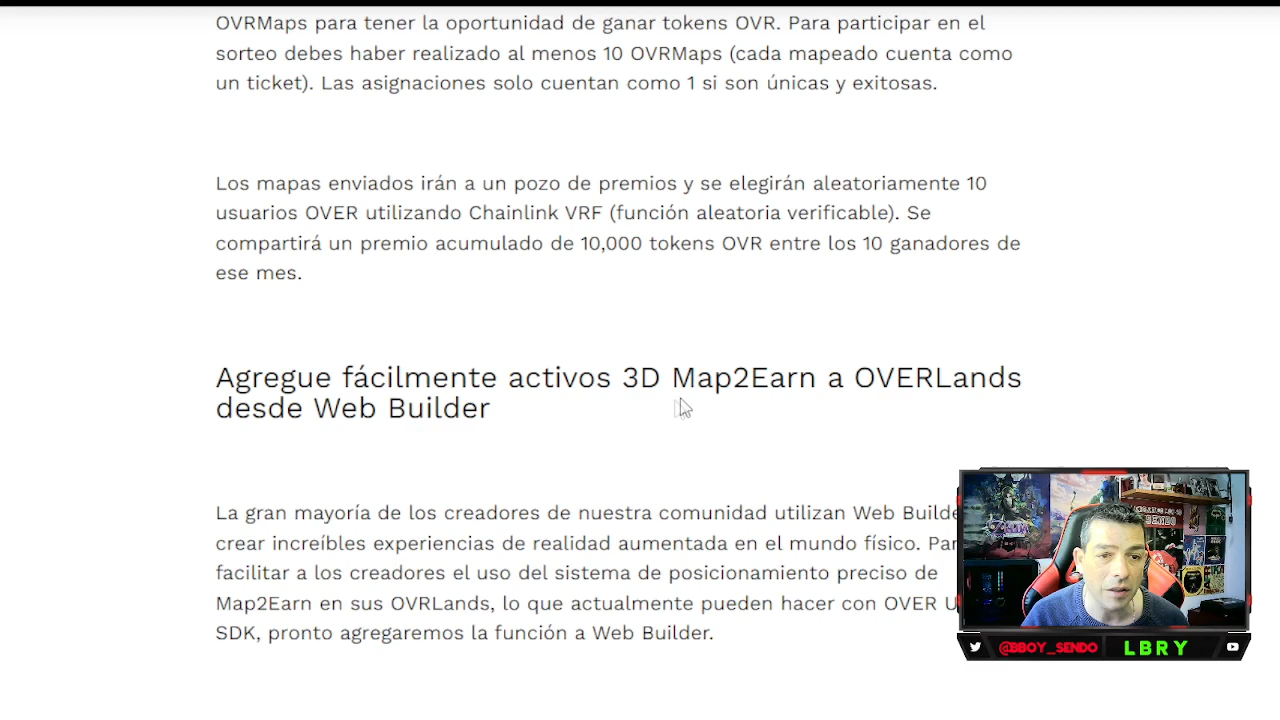 OVRMaps para tener la oportunidad de ganar tokens OVR. Para participar en el
sorteo debes haber realizado al menos 10 OVRMaps (cada mapeado cuenta como
un ticket). Las asignaciones solo cuentan como 1 si son únicas y exitosas.
Los mapas enviados irán a un pozo de premios y se elegirán aleatoriamente 10
usuarios OVER utilizando Chainlink VRF (función aleatoria verificable). Se
compartirá un premio acumulado de 10,000 tokens OVR entre los 10 ganadores de
ese mes.
Agregue fácilmente activos 3D Map2Earn a OVERLands
desde Web Builder
La gran mayoría de los creadores de nuestra comunidad utilizan Web Builde
crear increíbles experiencias de realidad aumentada en el mundo físico. Par
facilitar a los creadores el uso del sistema de posicionamiento preciso de
Map2Earn en sus OVRLands, lo que actualmente pueden hacer con OVER U
SDK, pronto agregaremos la función a Web Builder.
ZELDA
SENDO
@BBOY_SENDO LBRY